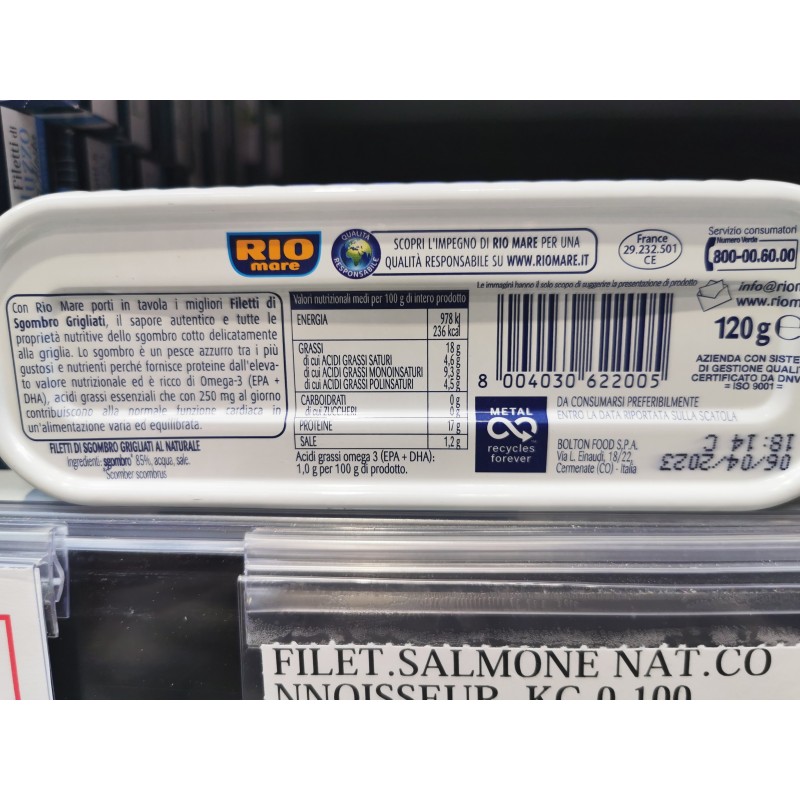 Filetti di
RIO
mare
QUALITÀ
RESPONSABILE
SCOPRI L'IMPEGNO DI RIO MARE PER UNA
QUALITÀ RESPONSABILE SU WWW.RIOMARE.IT
France
29.232.501
CE
Servizio consumatori
Numero Verde
800-00.60.00
Le immagini hanno il solo scopo di suggerire la presentazione di prodotto
Con Rio Mare porti in tavola i migliori Filetti di
Sgombro Grigliati, il sapore autentico e tutte le
proprietà nutritive dello sgombro cotto delicatamente
alla griglia. Lo sgombro è un pesce azzurro tra i più
gustosi e nutrienti perché fornisce proteine dall'eleva-
to valore nutrizionale ed è ricco di Omega-3 (EPA +
DHA), acidi grassi essenziali che con 250 mg al giorno
contribuiscono alla normale funzione cardiaca in
un'alimentazione varia ed equilibrata.
FILETTI DI SGOMBRO GRIGLIATI AL NATURALE
Ingredienti: sgombro* 85%, acqua, sale.
*Scomber scombrus
Valori nutrizionali medi per 100 g di intero prodotto
ENERGIA 978 kJ
236 kcal
GRASSI 18 g
di cui ACIDI GRASSI SATURI 4,6 g
di cui ACIDI GRASSI MONOINSATURI 9,3 g
di cui ACIDI GRASSI POLINSATURI 4,5 g
CARBOIDRATI 0 g
di cui ZUCCHERI 0 g
PROTEINE 17 g
SALE 1,2 g
Acidi grassi omega 3 (EPA + DHA):
1,0 g per 100 g di prodotto.
8 004030 622005
METAL
recycles
forever
DA CONSUMARSI PREFERIBILMENTE
ENTRO LA DATA RIPORTATA SULLA SCATOLA.
BOLTON FOOD S.P.A.
Via L. Einaudi, 18/22,
Cermenate (CO) - Italia
info@rior
www.riom
120 g e
AZIENDA CON SISTE
DI GESTIONE QUALI
CERTIFICATO DA DNV
= ISO 9001 =
06/04/2023
18:14 C
FILET.SALMONE NAT.CO
NNOISSEUR KG 0,100